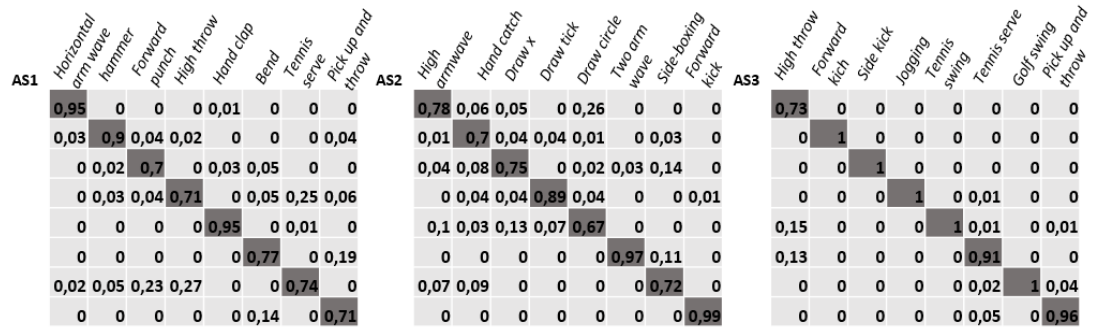 AS1 Horizontal arm wave hammer Forward punch High throw Hand clap Bend Tennis serve Pick up and throw
0,95 0 0 0 0,01 0 0 0
0,03 0,9 0,04 0,02 0 0 0 0,04
0 0,02 0,7 0 0,03 0,05 0 0
0 0,03 0,04 0,71 0 0,05 0,25 0,06
0 0 0 0 0,95 0 0,01 0
0 0 0 0 0 0,77 0 0,19
0,02 0,05 0,23 0,27 0 0 0,74 0
0 0 0 0 0 0,14 0 0,71
AS2 High armwave Hand catch Draw x Draw tick Draw circle Two arm wave Side-boxing Forward kick
0,78 0,06 0,05 0 0,26 0 0 0
0,01 0,7 0,04 0,04 0,01 0 0,03 0
0,04 0,08 0,75 0 0,02 0,03 0,14 0
0 0,04 0,04 0,89 0,04 0 0 0,01
0,1 0,03 0,13 0,07 0,67 0 0 0
0 0 0 0 0 0,97 0,11 0
0,07 0,09 0 0 0 0 0,72 0
0 0 0 0 0 0 0 0,99
AS3 High throw Forward kich Side kick Jogging Tennis swing Tennis serve Golf swing Pick up and throw
0,73 0 0 0 0 0 0 0
0 1 0 0 0 0 0 0
0 0 1 0 0 0 0 0
0 0 0 1 0 0,01 0 0
0,15 0 0 0 1 0,01 0 0,01
0,13 0 0 0 0 0,91 0 0
0 0 0 0 0 0,02 1 0,04
0 0 0 0 0 0,05 0 0,96